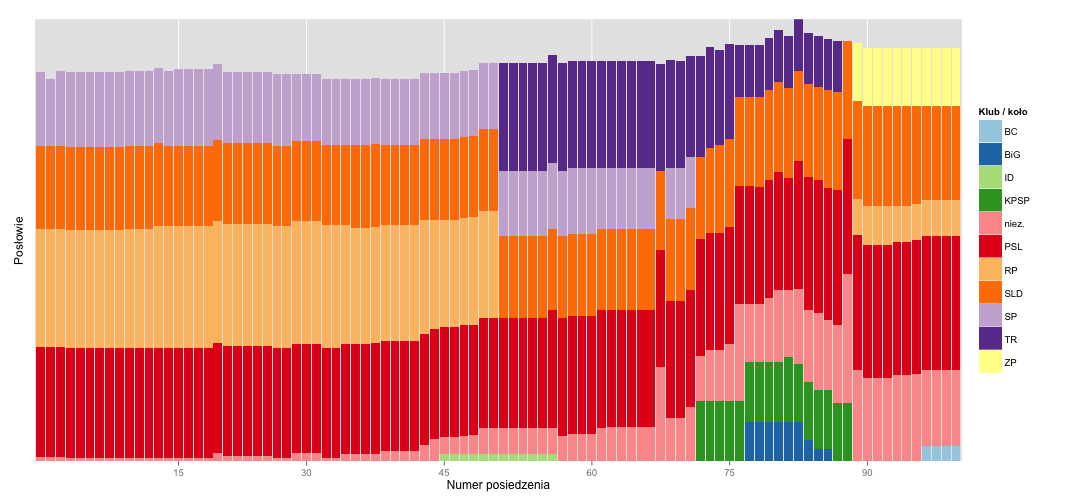 Posłowie
15
30
45
60
75
90
Numer posiedzenia
Klub / koło
BC
BiG
ID
KPSP
niez.
PSL
RP
SLD
SP
TR
ZP